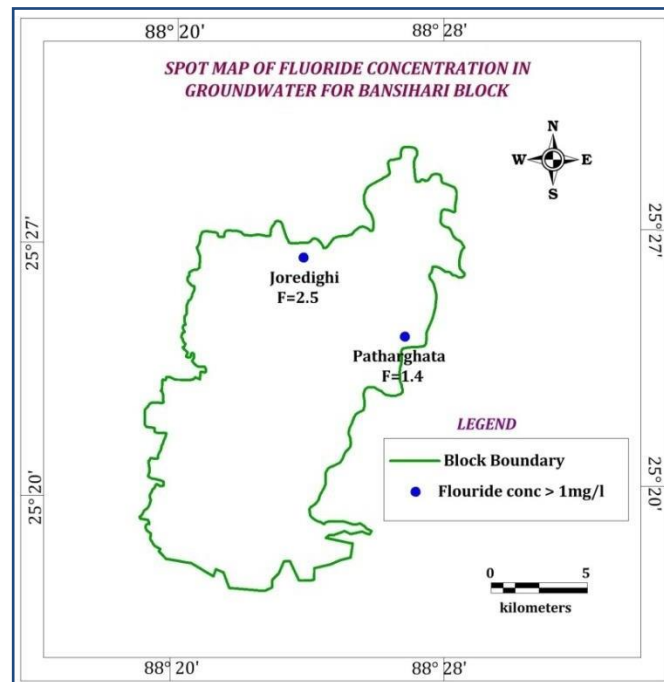 88° 20' 88° 28'
SPOT MAP OF FLUORIDE CONCENTRATION IN
GROUNDWATER FOR BANSIHARI BLOCK
N
W E
S
25° 27' 25° 27'
Joredighi
F=2.5
Patharghata
F=1.4
LEGEND
Block Boundary
Flouride conc > 1mg/l
25° 20' 25° 20'
0 5
kilometers
88° 20' 88° 28'